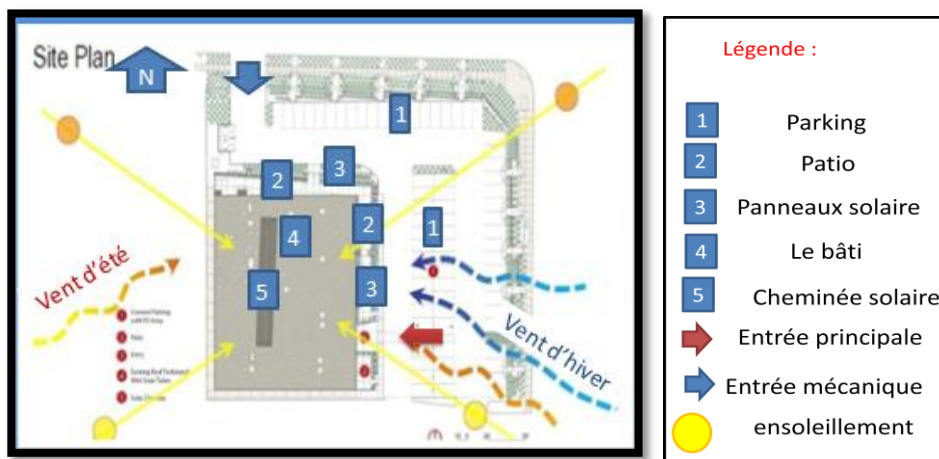 Site Plan
N
1
2
3
2
1
4
5
3
Vent d'été
Vent d'hiver
Légende :
1 Parking
2 Patio
3 Panneaux solaire
4 Le bâti
5 Cheminée solaire
Entrée principale
Entrée mécanique
ensoleillement